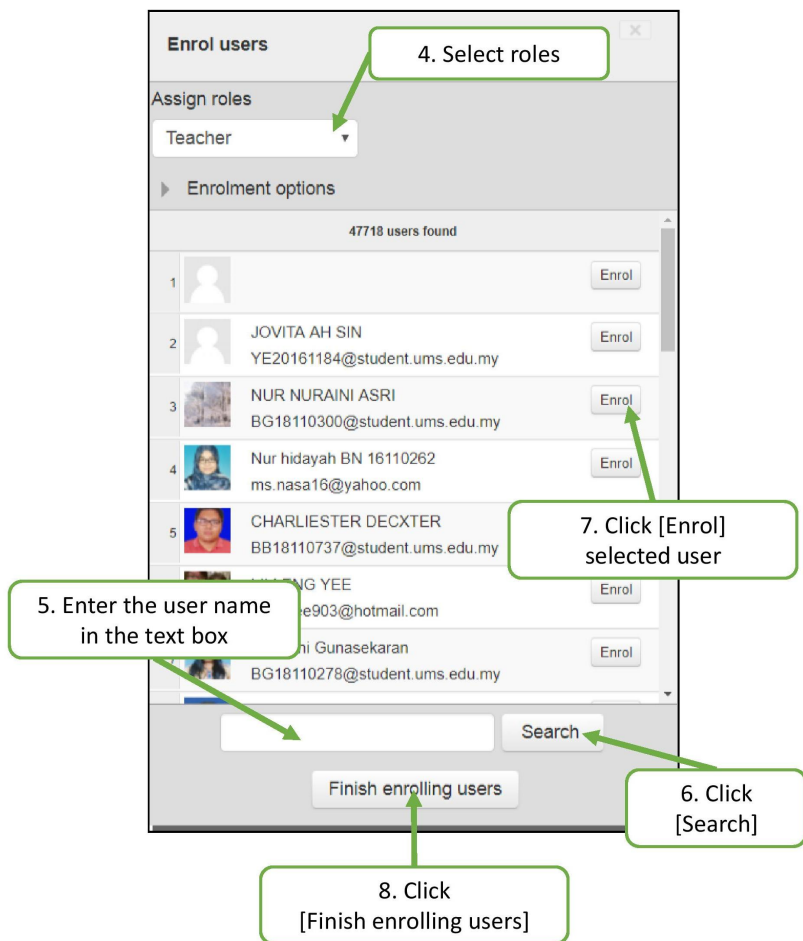 Enrol users
4. Select roles
Assign roles
Teacher
Enrolment options
47718 users found
1
Enrol
2
JOVITA AH SIN
YE20161184@student.ums.edu.my
Enrol
3
NUR NURAINI ASRI
BG18110300@student.ums.edu.my
Enrol
4
Nur hidayah BN 16110262
ms.nasa16@yahoo.com
Enrol
5
CHARLIESTER DECXTER
BB18110737@student.ums.edu.my
7. Click [Enrol]
selected user
YEE
903@hotmail.com
Enrol
5. Enter the user name
in the text box
Gunasekaran
BG18110278@student.ums.edu.my
Enrol
Search
Finish enrolling users
6. Click
[Search]
8. Click
[Finish enrolling users]